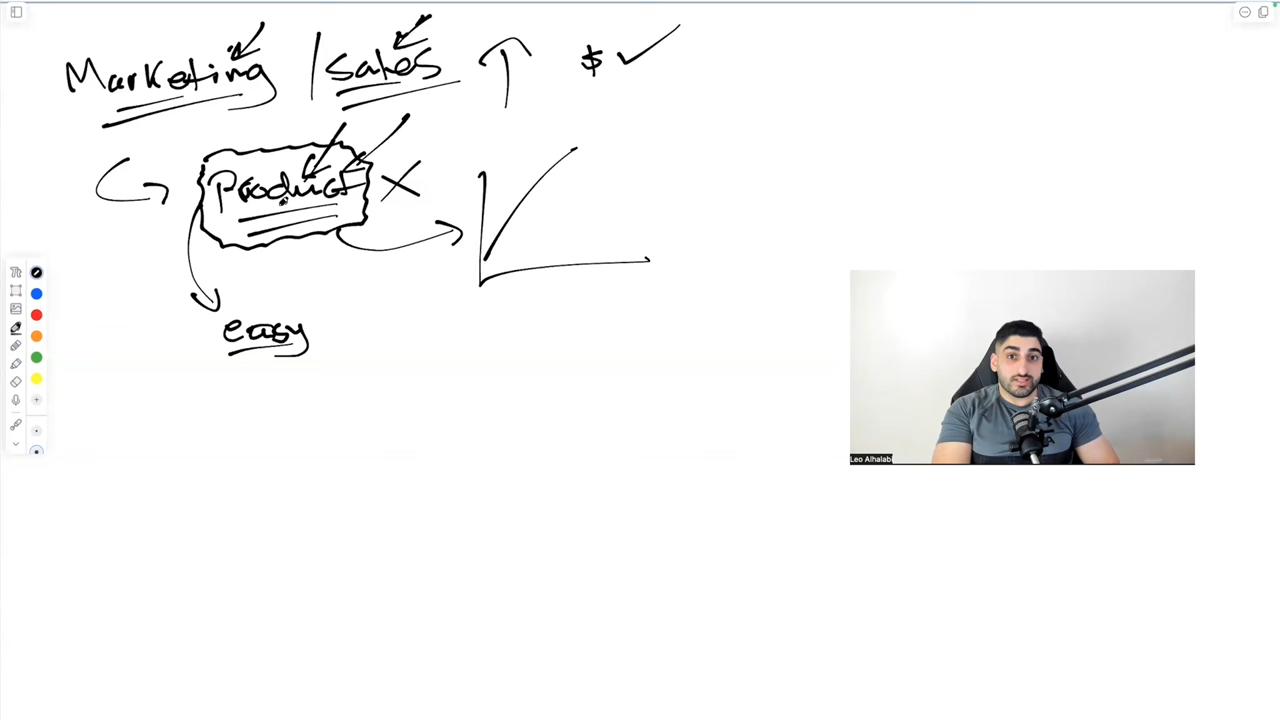 Marketing | Sales ↑ $ ✓
Product X
easy
Leo Alhalabi